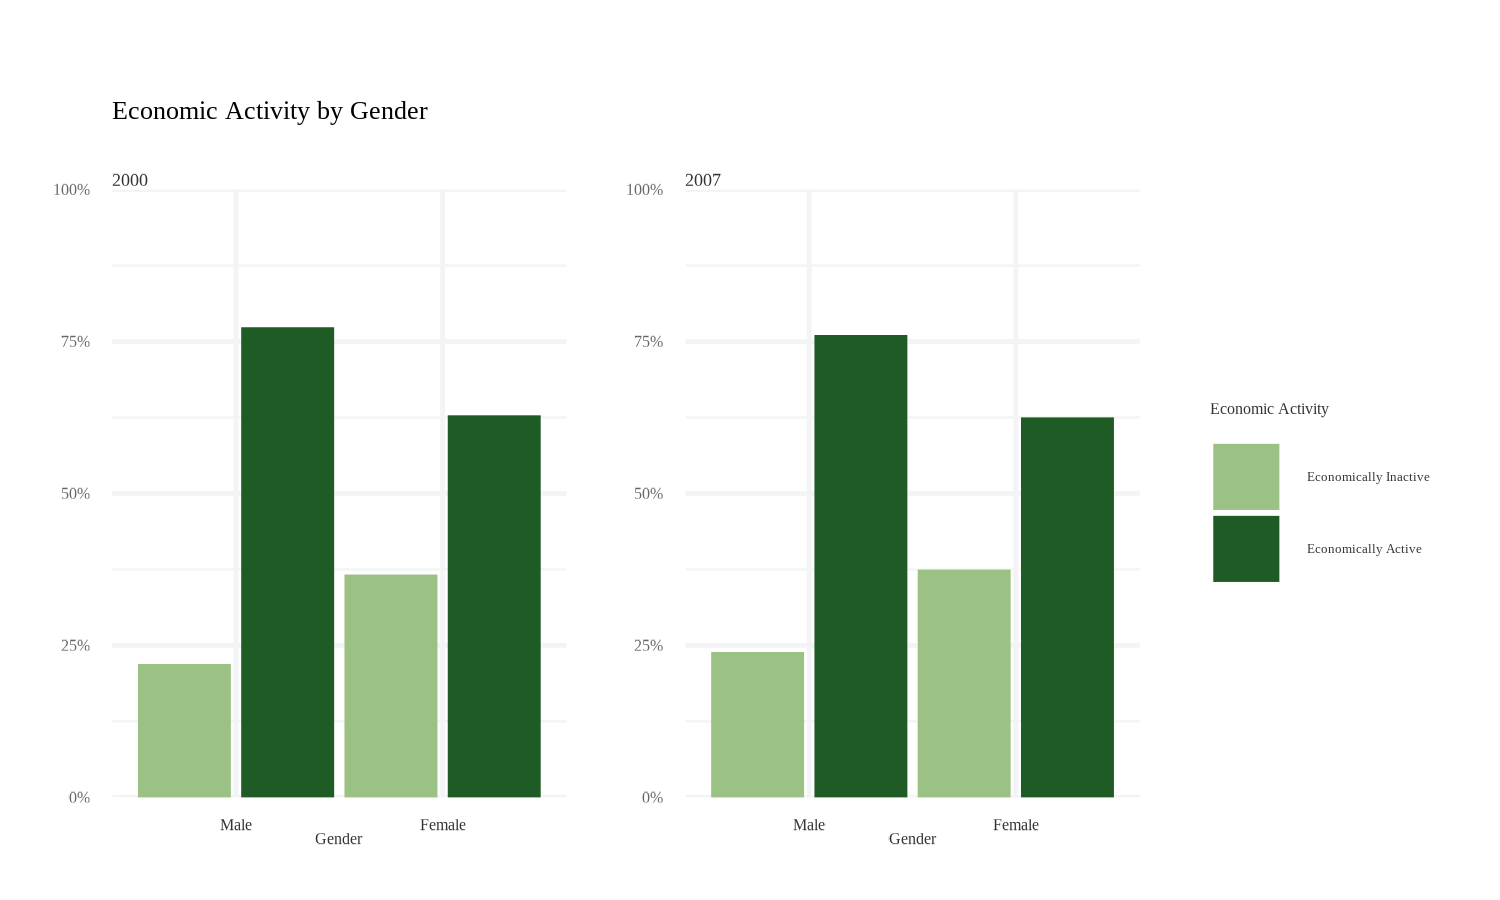 Economic Activity by Gender
2000
100%
75%
50%
25%
0%
Male
Female
Gender
2007
100%
75%
50%
25%
0%
Male
Female
Gender
Economic Activity
Economically Inactive
Economically Active